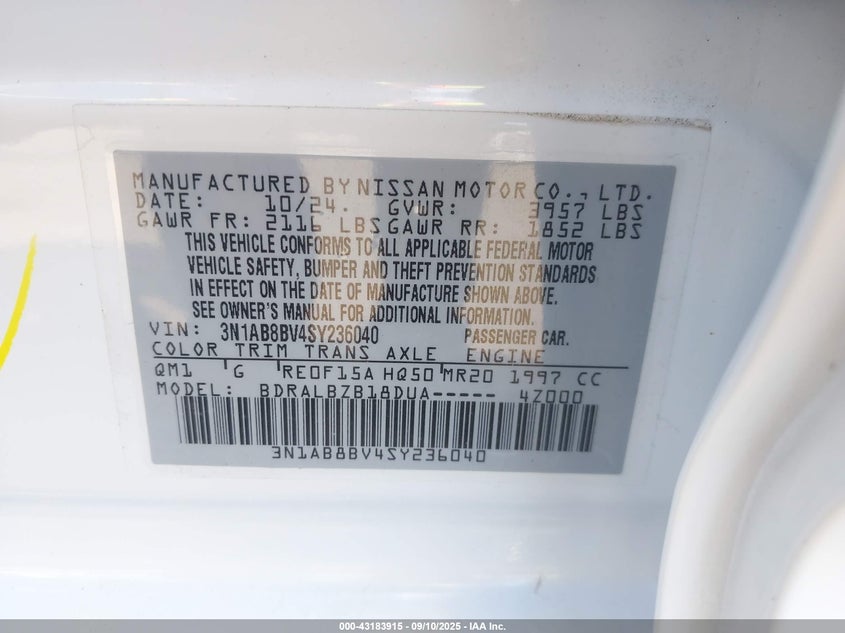 MANUFACTURED BY NISSAN MOTOR CO., LTD.
DATE: 10/24. GVWR: 3957 LBS
GAWR FR: 2116 LBS GAWR RR: 1852 LBS
THIS VEHICLE CONFORMS TO ALL APPLICABLE FEDERAL MOTOR
VEHICLE SAFETY, BUMPER AND THEFT PREVENTION STANDARDS
IN EFFECT ON THE DATE OF MANUFACTURE SHOWN ABOVE.
SEE OWNER'S MANUAL FOR ADDITIONAL INFORMATION.
VIN: 3N1AB8BV4SY236040 PASSENGER CAR.
COLOR TRIM TRANS AXLE ENGINE
QM1 G RE0F15A HQ50 MR20 1997 CC
MODEL: BDRALBZB18DUA----- 4Z000
3N1AB8BV4SY236040
000-43183915 - 09/10/2025 - IAA Inc.